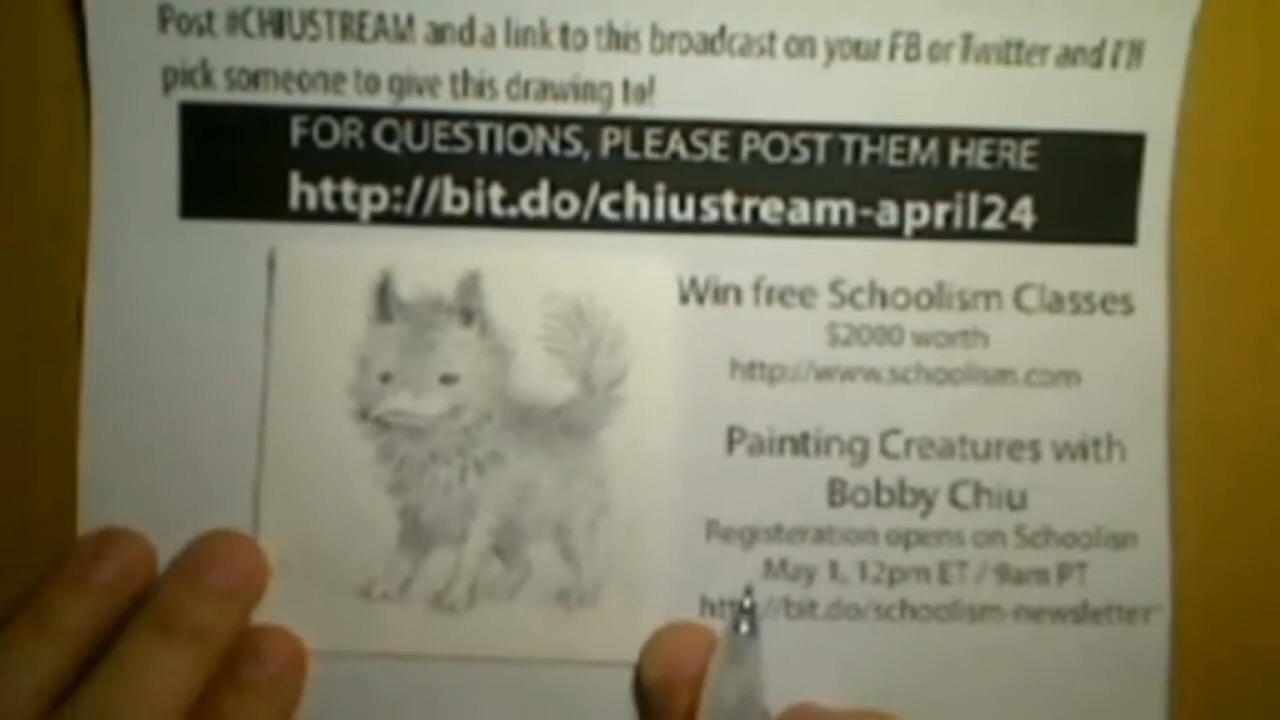 Post #CHIUSTREAM and a link to this broadcast on your FB or Twitter and I'll
pick someone to give this drawing to!
FOR QUESTIONS, PLEASE POST THEM HERE
http://bit.do/chiustream-april24
Win free Schoolism Classes
$2000 worth
http://www.schoolism.com
Painting Creatures with
Bobby Chiu
Registeration opens on Schoolism
May 1, 12pm ET / 9am PT
http://bit.do/schoolism-newsletter